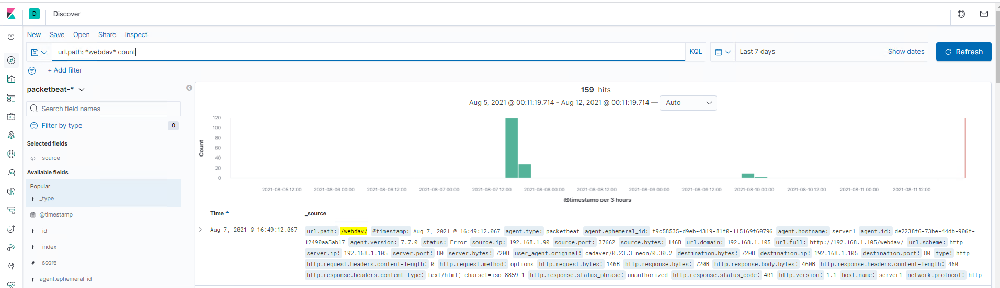 D Discover
New Save Open Share Inspect
url.path: *webdav* count KQL Last 7 days Show dates Refresh
+ Add filter
packetbeat-*
Search field names
Filter by type 0
Selected fields
</> _source
Available fields
Popular
t _type
@timestamp
t _id
t _index
# _score
t agent.ephemeral_id
159 hits
Aug 5, 2021 @ 00:11:19.714 - Aug 12, 2021 @ 00:11:19.714 — Auto
Count
120
100
80
60
40
20
0
2021-08-05 12:00 2021-08-06 00:00 2021-08-06 12:00 2021-08-07 00:00 2021-08-07 12:00 2021-08-08 00:00 2021-08-08 12:00 2021-08-09 00:00 2021-08-09 12:00 2021-08-10 00:00 2021-08-10 12:00 2021-08-11 00:00 2021-08-11 12:00
@timestamp per 3 hours
Time _source
Aug 7, 2021 @ 16:49:12.067 url.path: /webdav/ @timestamp: Aug 7, 2021 @ 16:49:12.067 agent.type: packetbeat agent.ephemeral_id: f9c58535-d9eb-4319-81f0-115169f60796 agent.hostname: server1 agent.id: de2238f6-73be-44db-906f-
12490aa5ab17 agent.version: 7.7.0 status: Error source.ip: 192.168.1.90 source.port: 37662 source.bytes: 146B url.domain: 192.168.1.105 url.full: http://192.168.1.105/webdav/ url.scheme: http
server.ip: 192.168.1.105 server.port: 80 server.bytes: 720B user_agent.original: cadaver/0.23.3 neon/0.30.2 destination.bytes: 720B destination.ip: 192.168.1.105 destination.port: 80 type: http
http.request.headers.content-length: 0 http.request.method: options http.request.bytes: 146B http.response.bytes: 720B http.response.body.bytes: 460B http.response.headers.content-length: 460
http.response.headers.content-type: text/html; charset=iso-8859-1 http.response.status_phrase: unauthorized http.response.status_code: 401 http.version: 1.1 host.name: server1 network.protocol: http